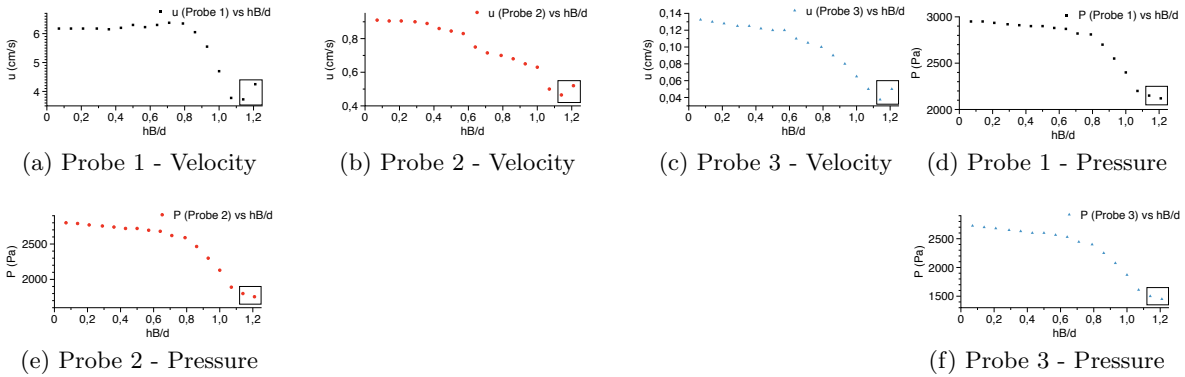 u (Probe 1) vs hB/d
u (cm/s)
6
4
0 0,2 0,4 0,6 0,8 1,0 1,2
hB/d
(a) Probe 1 - Velocity
u (Probe 2) vs hB/d
u (cm/s)
0,9
0,6
0,4
0 0,2 0,4 0,6 0,8 1,0 1,2
hB/d
(b) Probe 2 - Velocity
u (Probe 3) vs hB/d
u (cm/s)
0,14
0,12
0,10
0,08
0,06
0,04
0 0,2 0,4 0,6 0,8 1,0 1,2
hB/d
(c) Probe 3 - Velocity
P (Probe 1) vs hB/d
P (Pa)
3000
2500
2000
0 0,2 0,4 0,6 0,8 1,0 1,2
hB/d
(d) Probe 1 - Pressure
P (Probe 2) vs hB/d
P (Pa)
2500
2000
0 0,2 0,4 0,6 0,8 1,0 1,2
hB/d
(e) Probe 2 - Pressure
P (Probe 3) vs hB/d
P (Pa)
2500
2000
1500
0 0,2 0,4 0,6 0,8 1,0 1,2
hB/d
(f) Probe 3 - Pressure